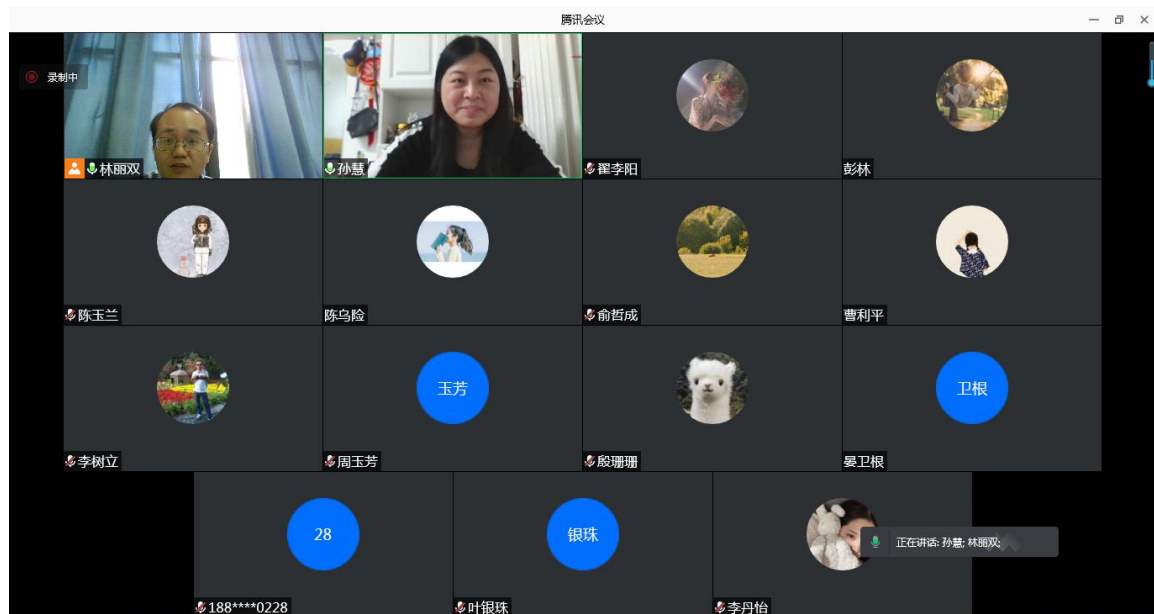 腾讯会议
录制中
林丽双
孙慧
翟李阳
彭林
陈玉兰
陈乌险
俞哲成
曹利平
玉芳
卫根
李树立
周玉芳
殷珊珊
晏卫根
28
银珠
正在讲话: 孙慧; 林丽双;
188****0228
叶银珠
李丹怡